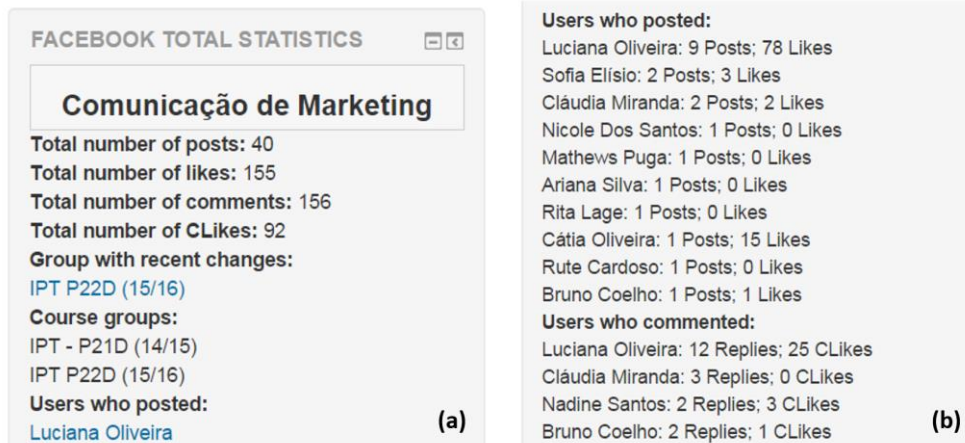 FACEBOOK TOTAL STATISTICS
Comunicação de Marketing
Total number of posts: 40
Total number of likes: 155
Total number of comments: 156
Total number of CLikes: 92
Group with recent changes:
IPT P22D (15/16)
Course groups:
IPT - P21D (14/15)
IPT P22D (15/16)
Users who posted:
Luciana Oliveira
(a)
Users who posted:
Luciana Oliveira: 9 Posts; 78 Likes
Sofia Elísio: 2 Posts; 3 Likes
Cláudia Miranda: 2 Posts; 2 Likes
Nicole Dos Santos: 1 Posts; 0 Likes
Mathews Puga: 1 Posts; 0 Likes
Ariana Silva: 1 Posts; 0 Likes
Rita Lage: 1 Posts; 0 Likes
Cátia Oliveira: 1 Posts; 15 Likes
Rute Cardoso: 1 Posts; 0 Likes
Bruno Coelho: 1 Posts; 1 Likes
Users who commented:
Luciana Oliveira: 12 Replies; 25 CLikes
Cláudia Miranda: 3 Replies; 0 CLikes
Nadine Santos: 2 Replies; 3 CLikes
Bruno Coelho: 2 Replies; 1 CLikes
(b)